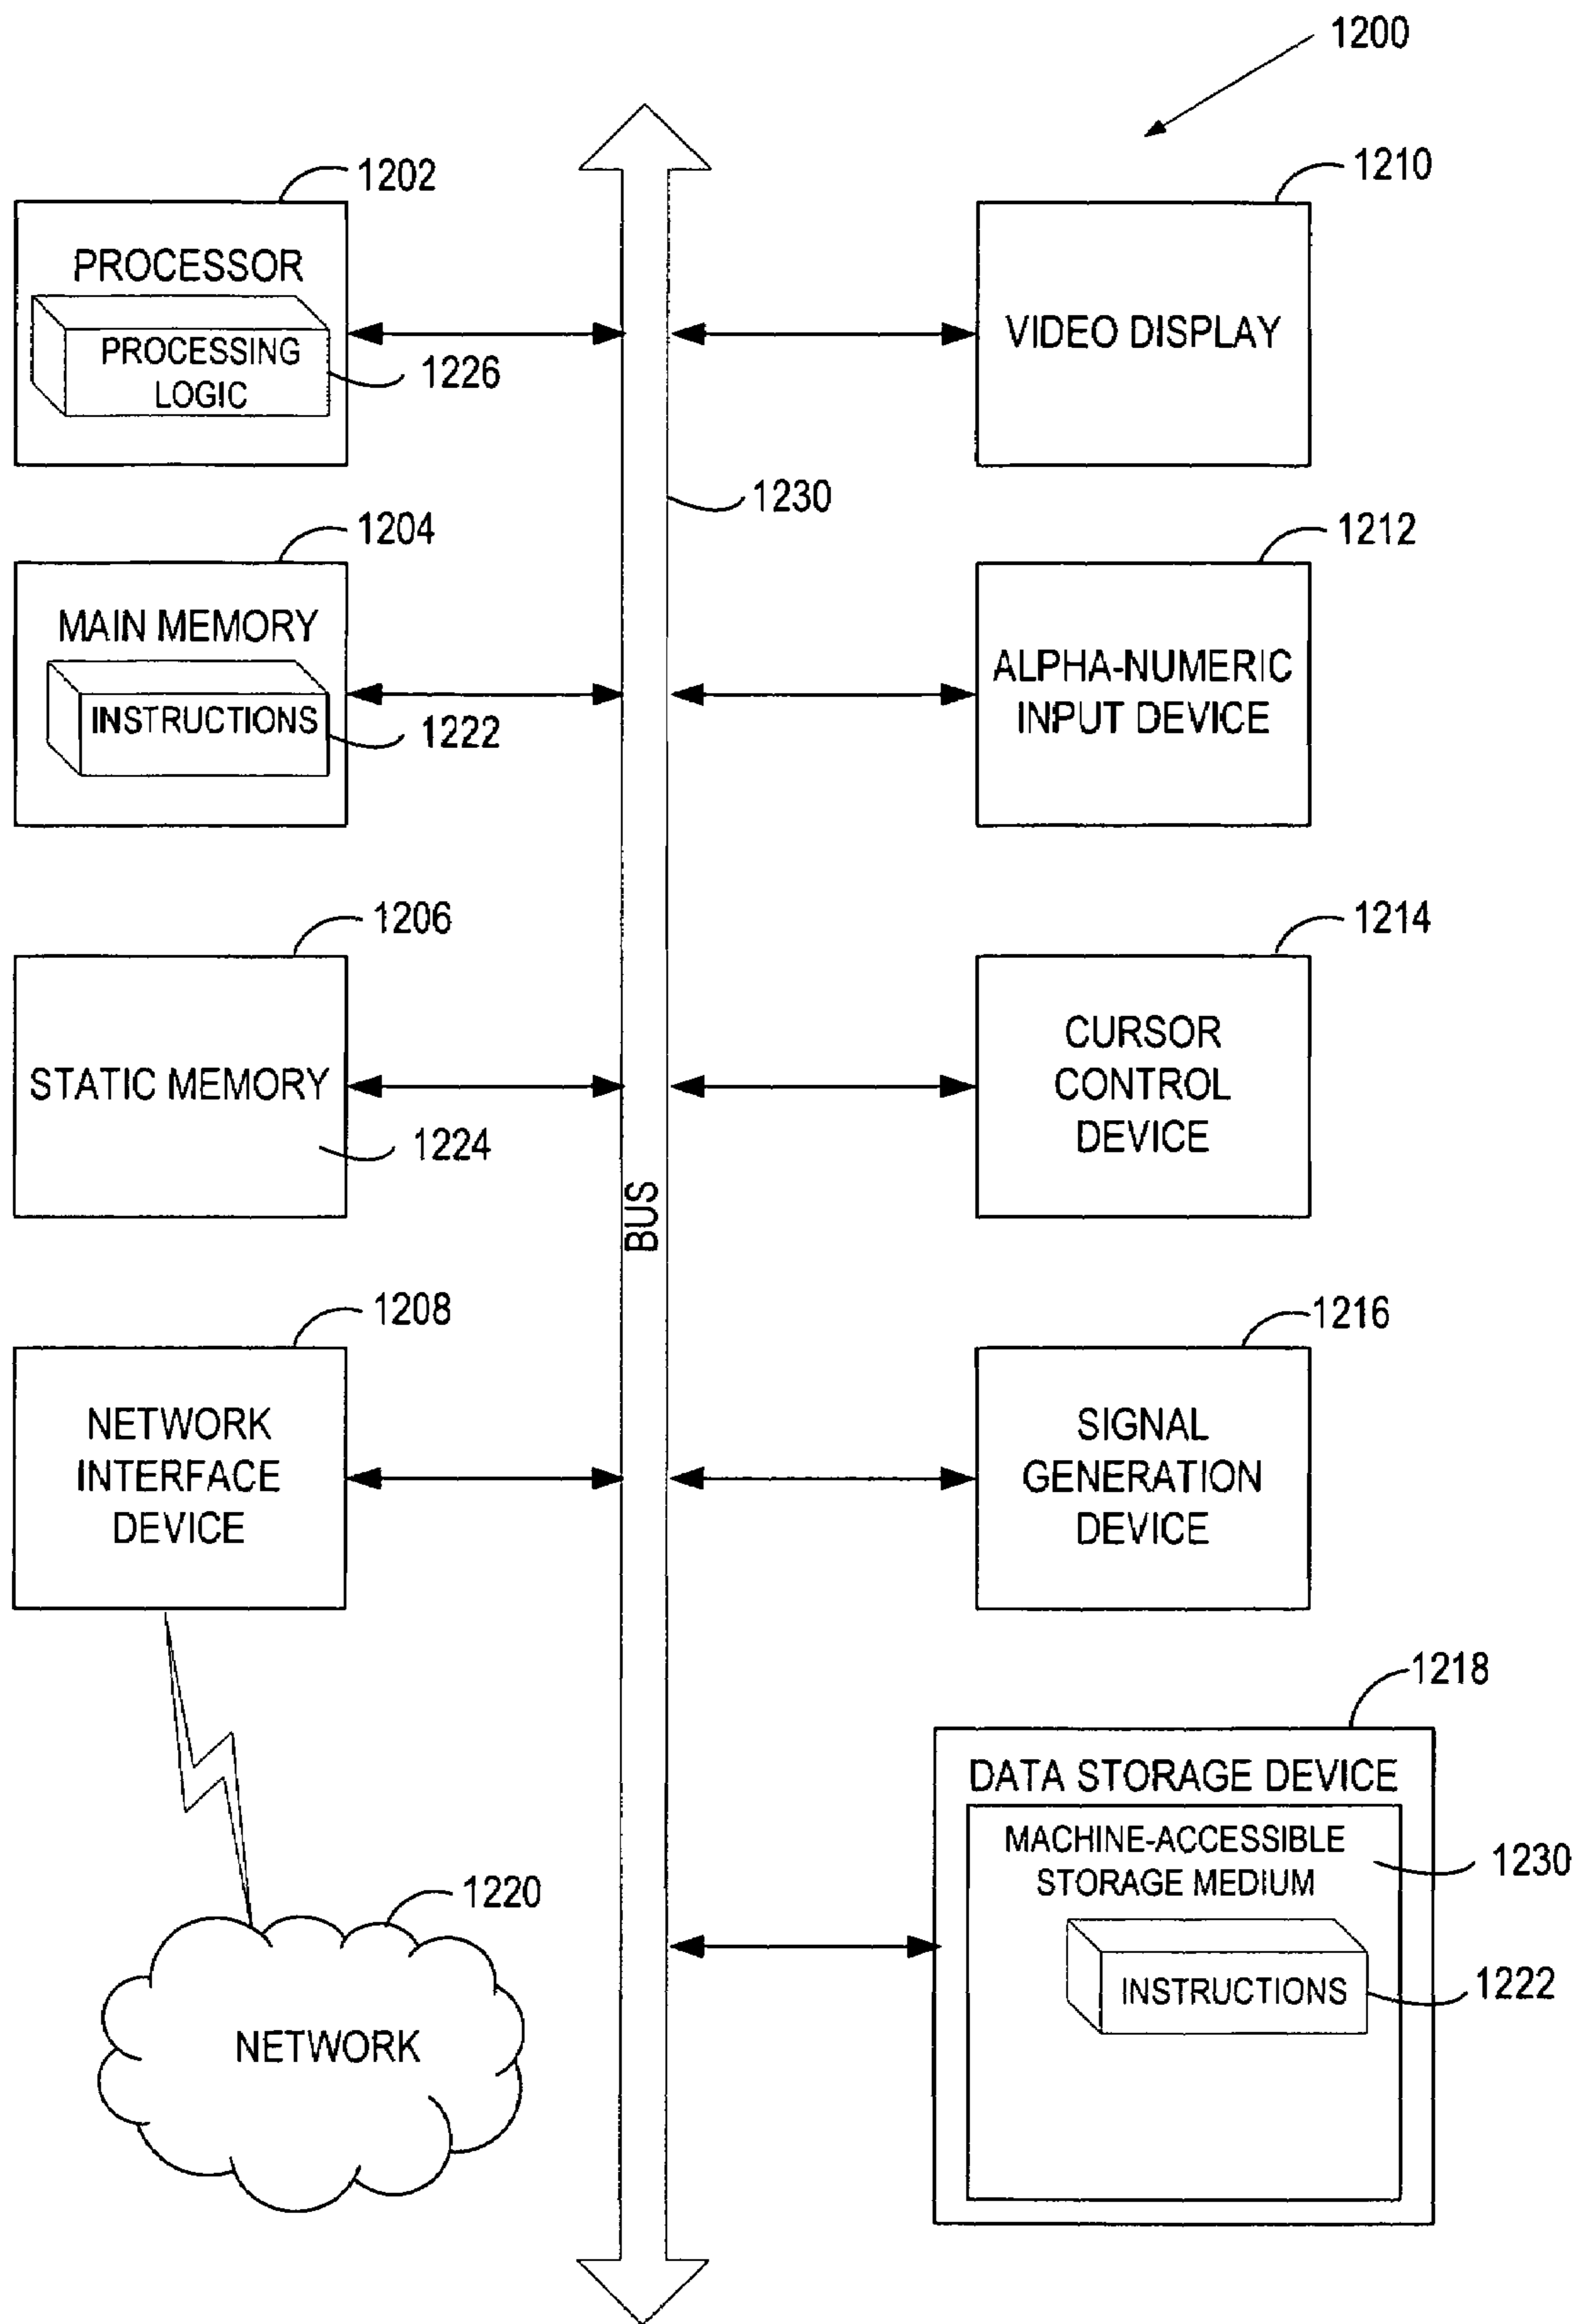 1200
1202
PROCESSOR
PROCESSING
LOGIC
1226
1210
VIDEO DISPLAY
1230
1204
MAIN MEMORY
INSTRUCTIONS
1222
1212
ALPHA-NUMERIC
INPUT DEVICE
1206
STATIC MEMORY
1224
1214
CURSOR
CONTROL
DEVICE
BUS
1208
NETWORK
INTERFACE
DEVICE
1216
SIGNAL
GENERATION
DEVICE
1220
NETWORK
1218
DATA STORAGE DEVICE
MACHINE-ACCESSIBLE
STORAGE MEDIUM
1230
INSTRUCTIONS
1222